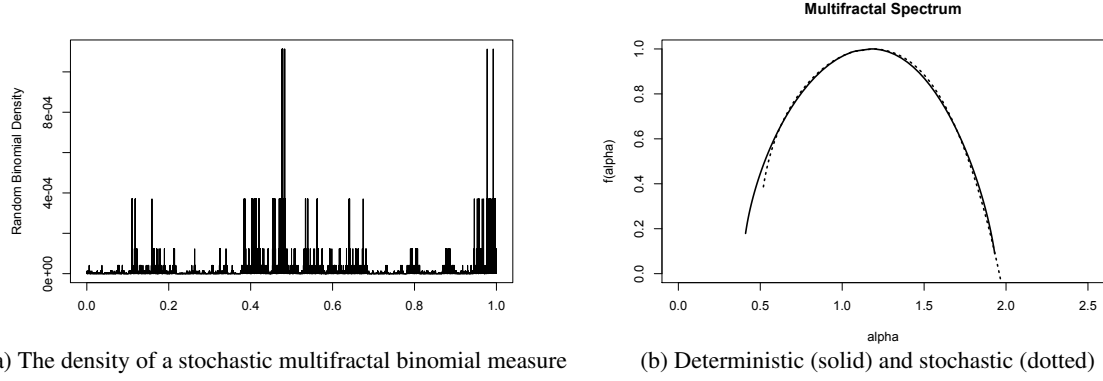 Multifractal Spectrum
Random Binomial Density
0e+00 4e-04 8e-04
0.0 0.2 0.4 0.6 0.8 1.0
f(alpha)
0.0 0.2 0.4 0.6 0.8 1.0
0.0 0.5 1.0 1.5 2.0 2.5
alpha
) The density of a stochastic multifractal binomial measure
(b) Deterministic (solid) and stochastic (dotted)